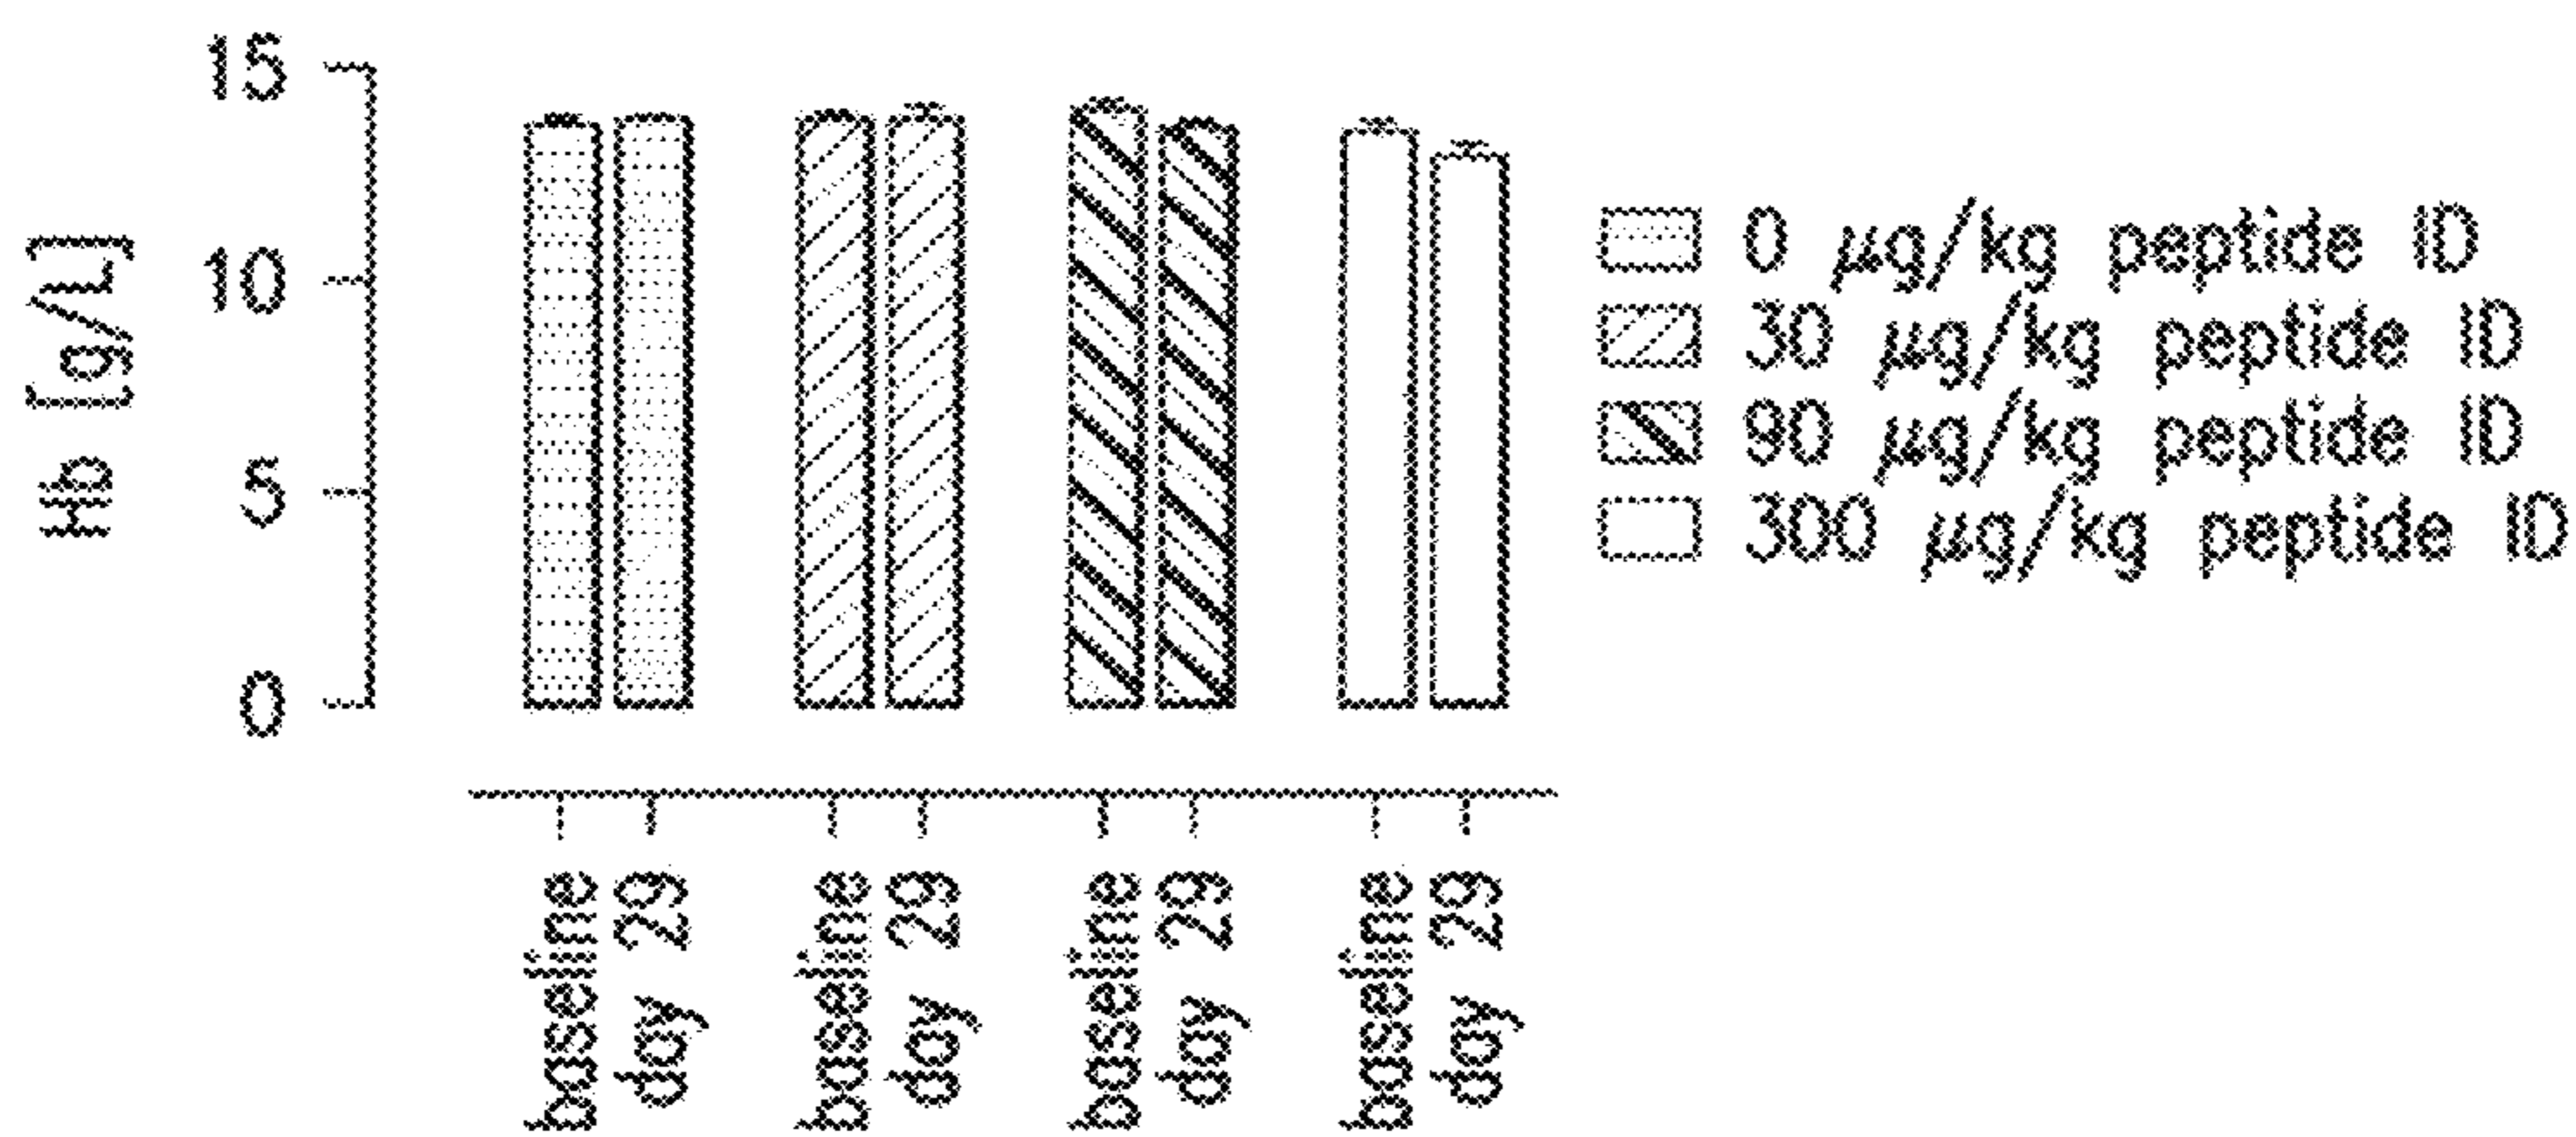 Hb [g/L]
15
10
5
0
0 µg/kg peptide ID
30 µg/kg peptide ID
90 µg/kg peptide ID
300 µg/kg peptide ID
baseline
day 29
baseline
day 29
baseline
day 29
baseline
day 29